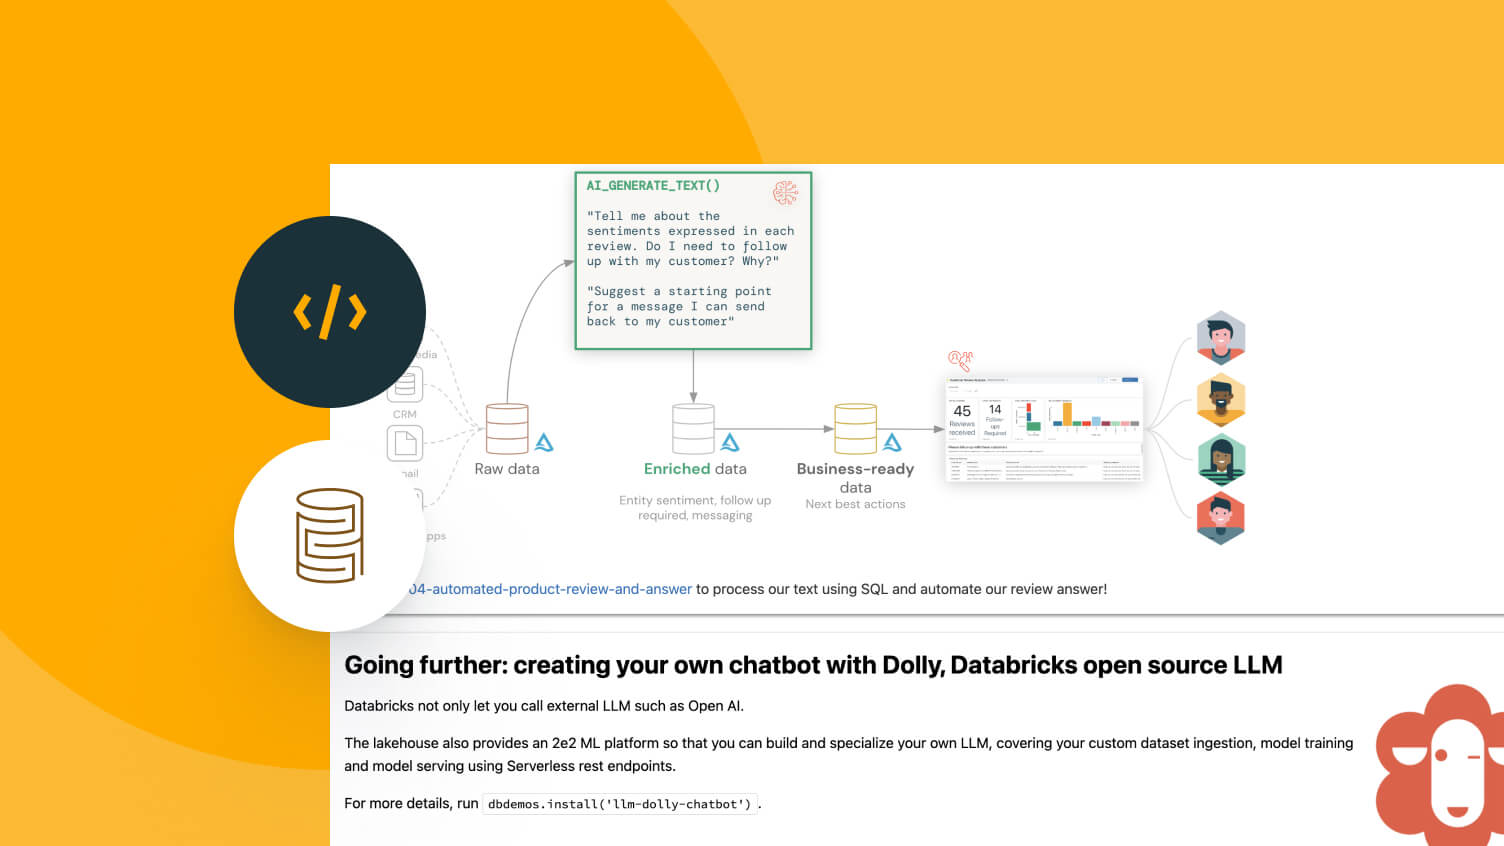 AI_GENERATE_TEXT()
"Tell me about the
sentiments expressed in each
review. Do I need to follow
up with my customer? Why?"
"Suggest a starting point
for a message I can send
back to my customer"
edia
CRM
nail
pps
Raw data
Enriched data
Entity sentiment, follow up
required, messaging
Business-ready
data
Next best actions
45
Reviews
received
14
Follow-
ups
Required
04-automated-product-review-and-answer to process our text using SQL and automate our review answer!
Going further: creating your own chatbot with Dolly, Databricks open source LLM
Databricks not only let you call external LLM such as Open AI.
The lakehouse also provides an 2e2 ML platform so that you can build and specialize your own LLM, covering your custom dataset ingestion, model training
and model serving using Serverless rest endpoints.
For more details, run dbdemos.install('llm-dolly-chatbot') .